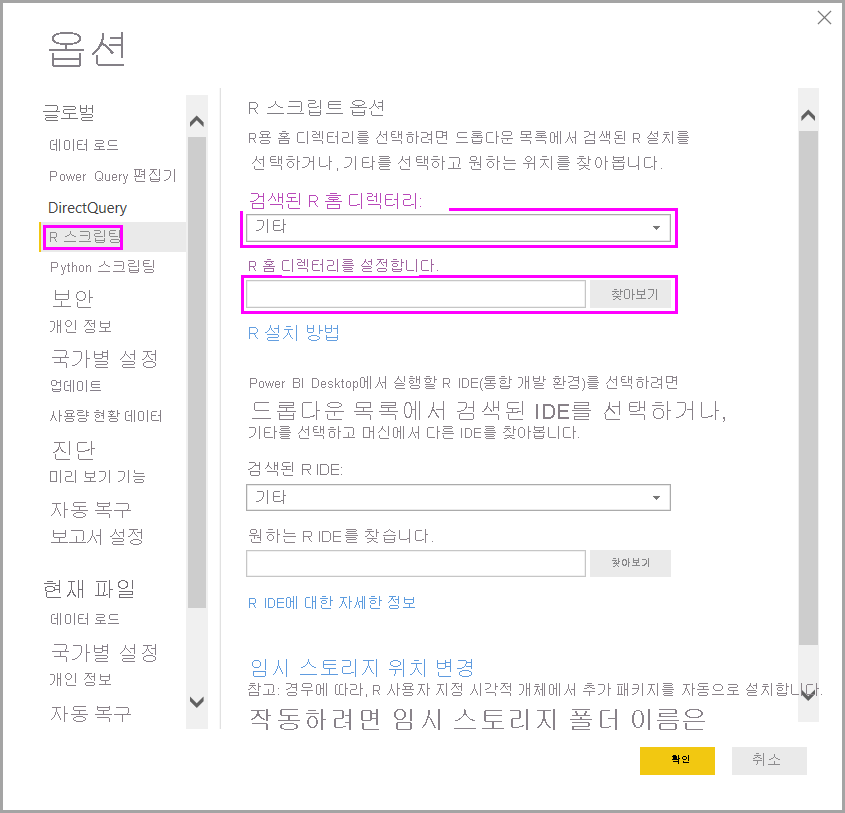 옵션
글로벌
데이터 로드
Power Query 편집기
DirectQuery
R 스크립팅
Python 스크립팅
보안
개인 정보
국가별 설정
업데이트
사용량 현황 데이터
진단
미리 보기 기능
자동 복구
보고서 설정
현재 파일
데이터 로드
국가별 설정
개인 정보
자동 복구
R 스크립트 옵션
R용 홈 디렉터리를 선택하려면 드롭다운 목록에서 검색된 R 설치를
선택하거나, 기타를 선택하고 원하는 위치를 찾아봅니다.
검색된 R 홈 디렉터리:
기타
R 홈 디렉터리를 설정합니다.
찾아보기
R 설치 방법
Power BI Desktop에서 실행할 R IDE(통합 개발 환경)를 선택하려면
드롭다운 목록에서 검색된 IDE를 선택하거나,
기타를 선택하고 머신에서 다른 IDE를 찾아봅니다.
검색된 R IDE:
기타
원하는 R IDE를 찾습니다.
찾아보기
R IDE에 대한 자세한 정보
임시 스토리지 위치 변경
참고: 경우에 따라, R 사용자 지정 시각적 개체에서 추가 패키지를 자동으로 설치합니다.
작동하려면 임시 스토리지 폴더 이름은
확인
취소